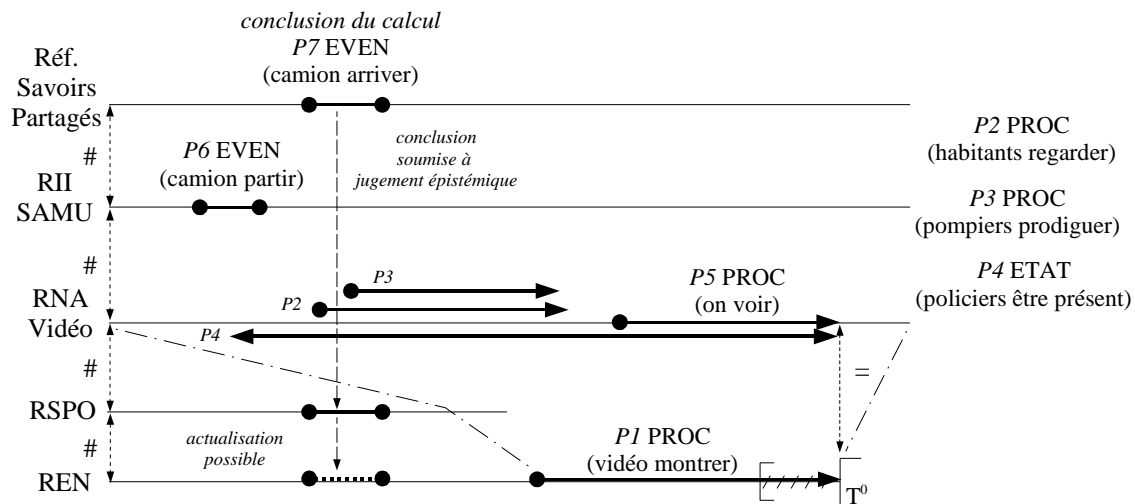 conclusion du calcul
P7 EVEN
(camion arriver)
Réf.
Savoirs
Partagés
#
conclusion
soumise à
jugement épistémique
P6 EVEN
(camion partir)
RII
SAMU
P2 PROC
(habitants regarder)
P3 PROC
(pompiers prodiguer)
P4 ETAT
(policiers être présent)
#
RNA
Vidéo
P3
P2
P4
P5 PROC
(on voir)
=
#
RSPO
#
actualisation
possible
REN
P1 PROC
(vidéo montrer)
T⁰